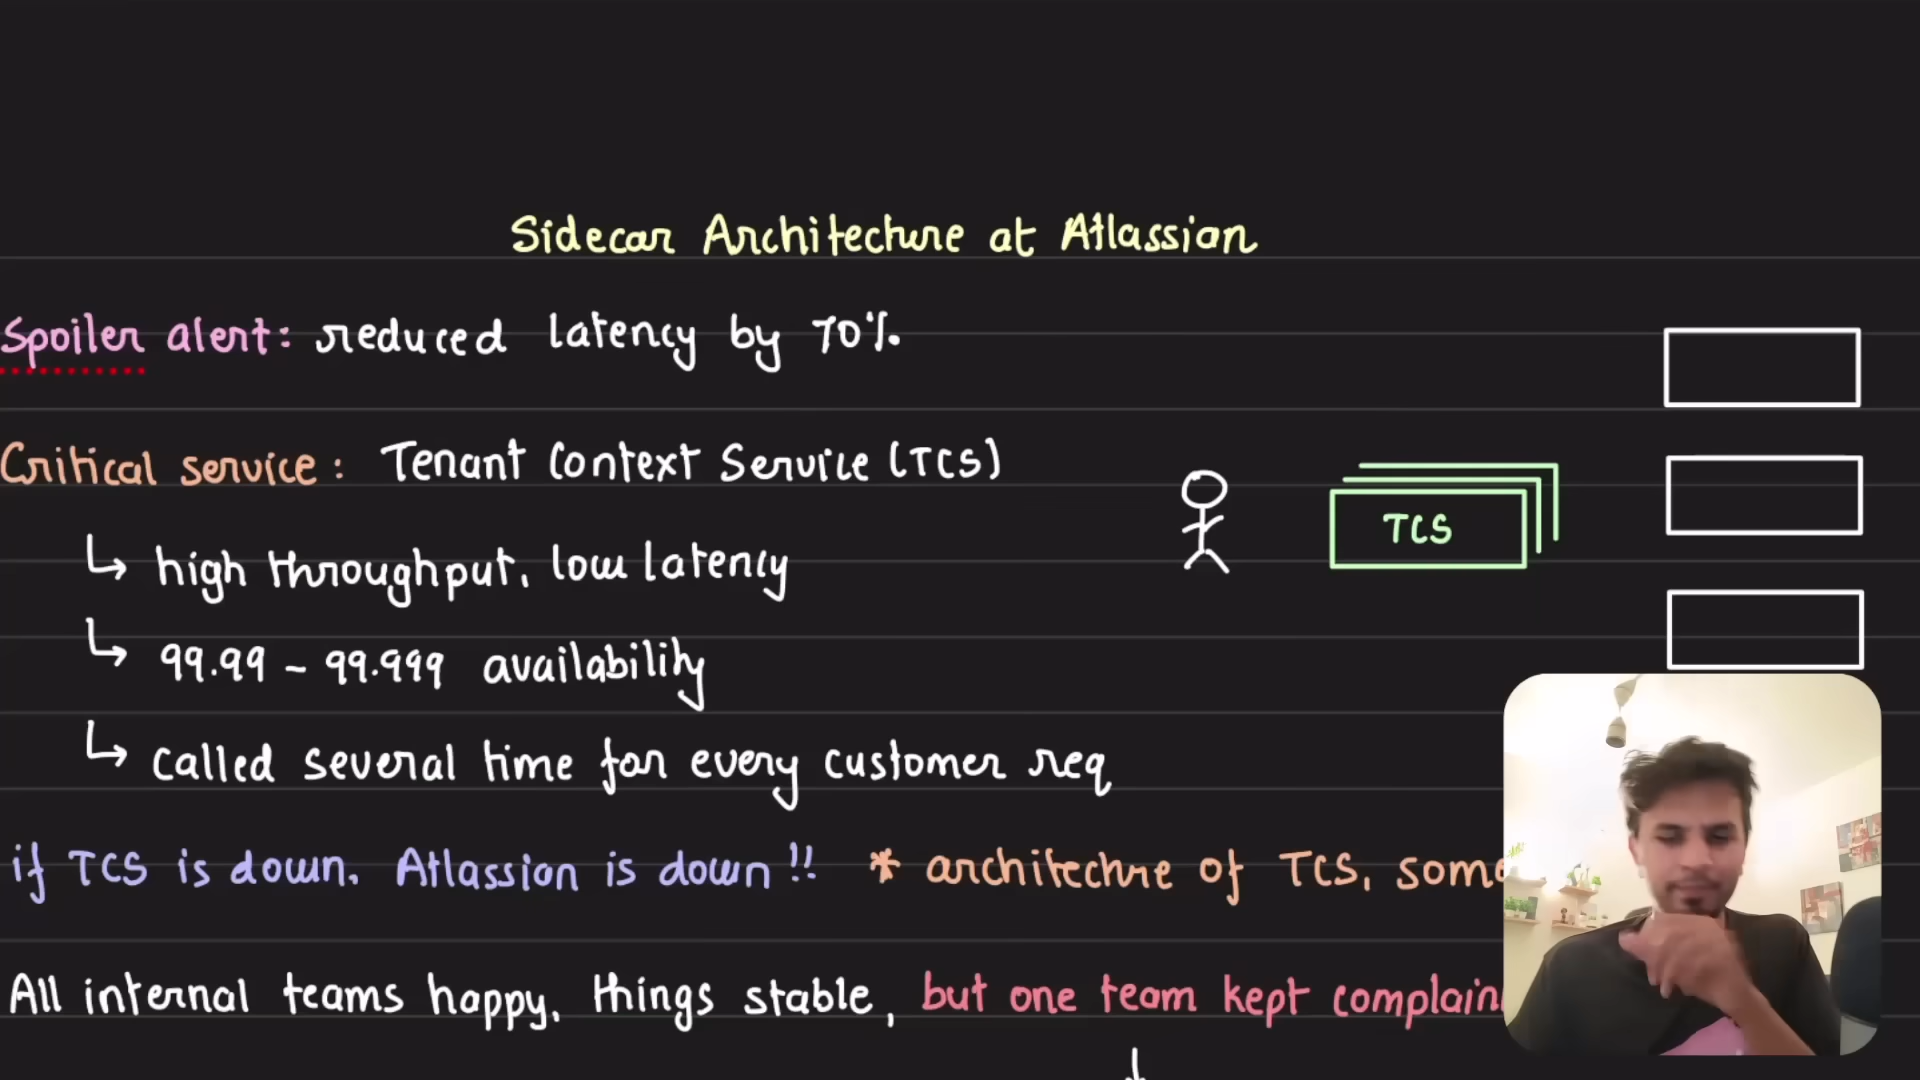 Sidecar Architecture at Atlassian
Spoiler alert: reduced latency by 70%.
Critical service: Tenant Context Service (TCS)
↳ high throughput, low latency
TCS
↳ 99.99 - 99.999 availability
↳ called several time for every customer req
if TCS is down, Atlassian is down!! * architecture of TCS, some
All internal teams happy, things stable, but one team kept